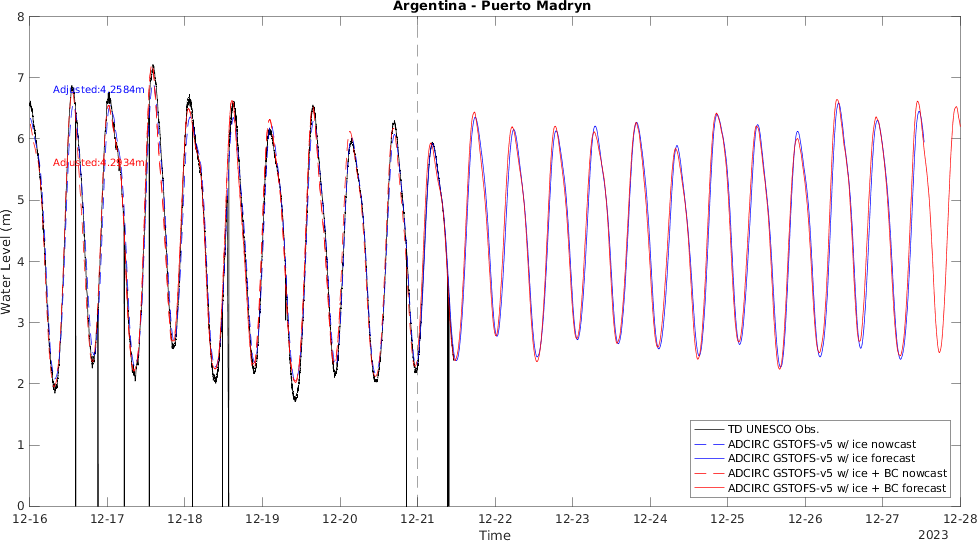 Argentina - Puerto Madryn
8
7
6
5
4
3
2
1
0
Water Level (m)
Adjusted:4.2584m
Adjusted:4.2934m
TD UNESCO Obs.
ADCIRC GSTOFS-v5 w/ ice nowcast
ADCIRC GSTOFS-v5 w/ ice forecast
ADCIRC GSTOFS-v5 w/ ice + BC nowcast
ADCIRC GSTOFS-v5 w/ ice + BC forecast
12-16 12-17 12-18 12-19 12-20 12-21 12-22 12-23 12-24 12-25 12-26 12-27 12-28
Time
2023